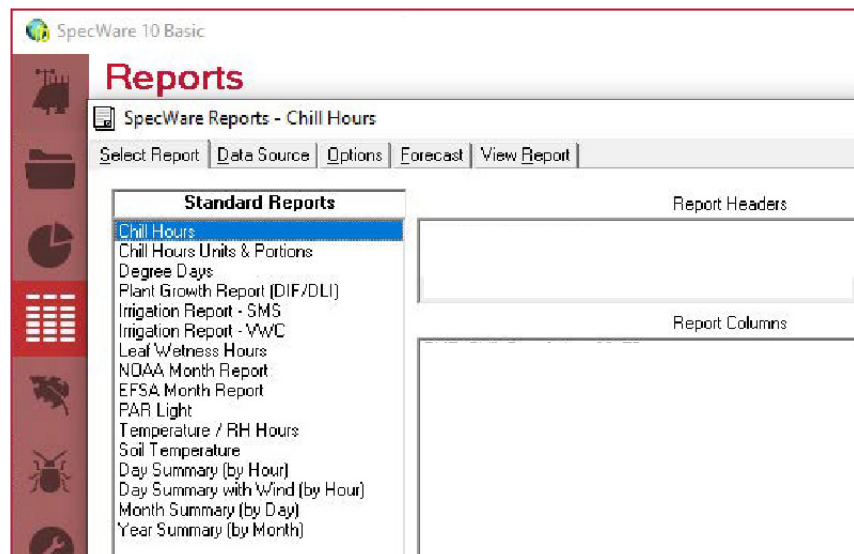 SpecWare 10 Basic
Reports
SpecWare Reports - Chill Hours
Select Report Data Source Options Forecast View Report
Standard Reports
Report Headers
Chill Hours
Chill Hours Units & Portions
Degree Days
Plant Growth Report (DIF/DLI)
Irrigation Report - SMS
Irrigation Report - VWC
Report Columns
Leaf Wetness Hours
NOAA Month Report
EFSA Month Report
PAR Light
Temperature / RH Hours
Soil Temperature
Day Summary (by Hour)
Day Summary with Wind (by Hour)
Month Summary (by Day)
Year Summary (by Month)